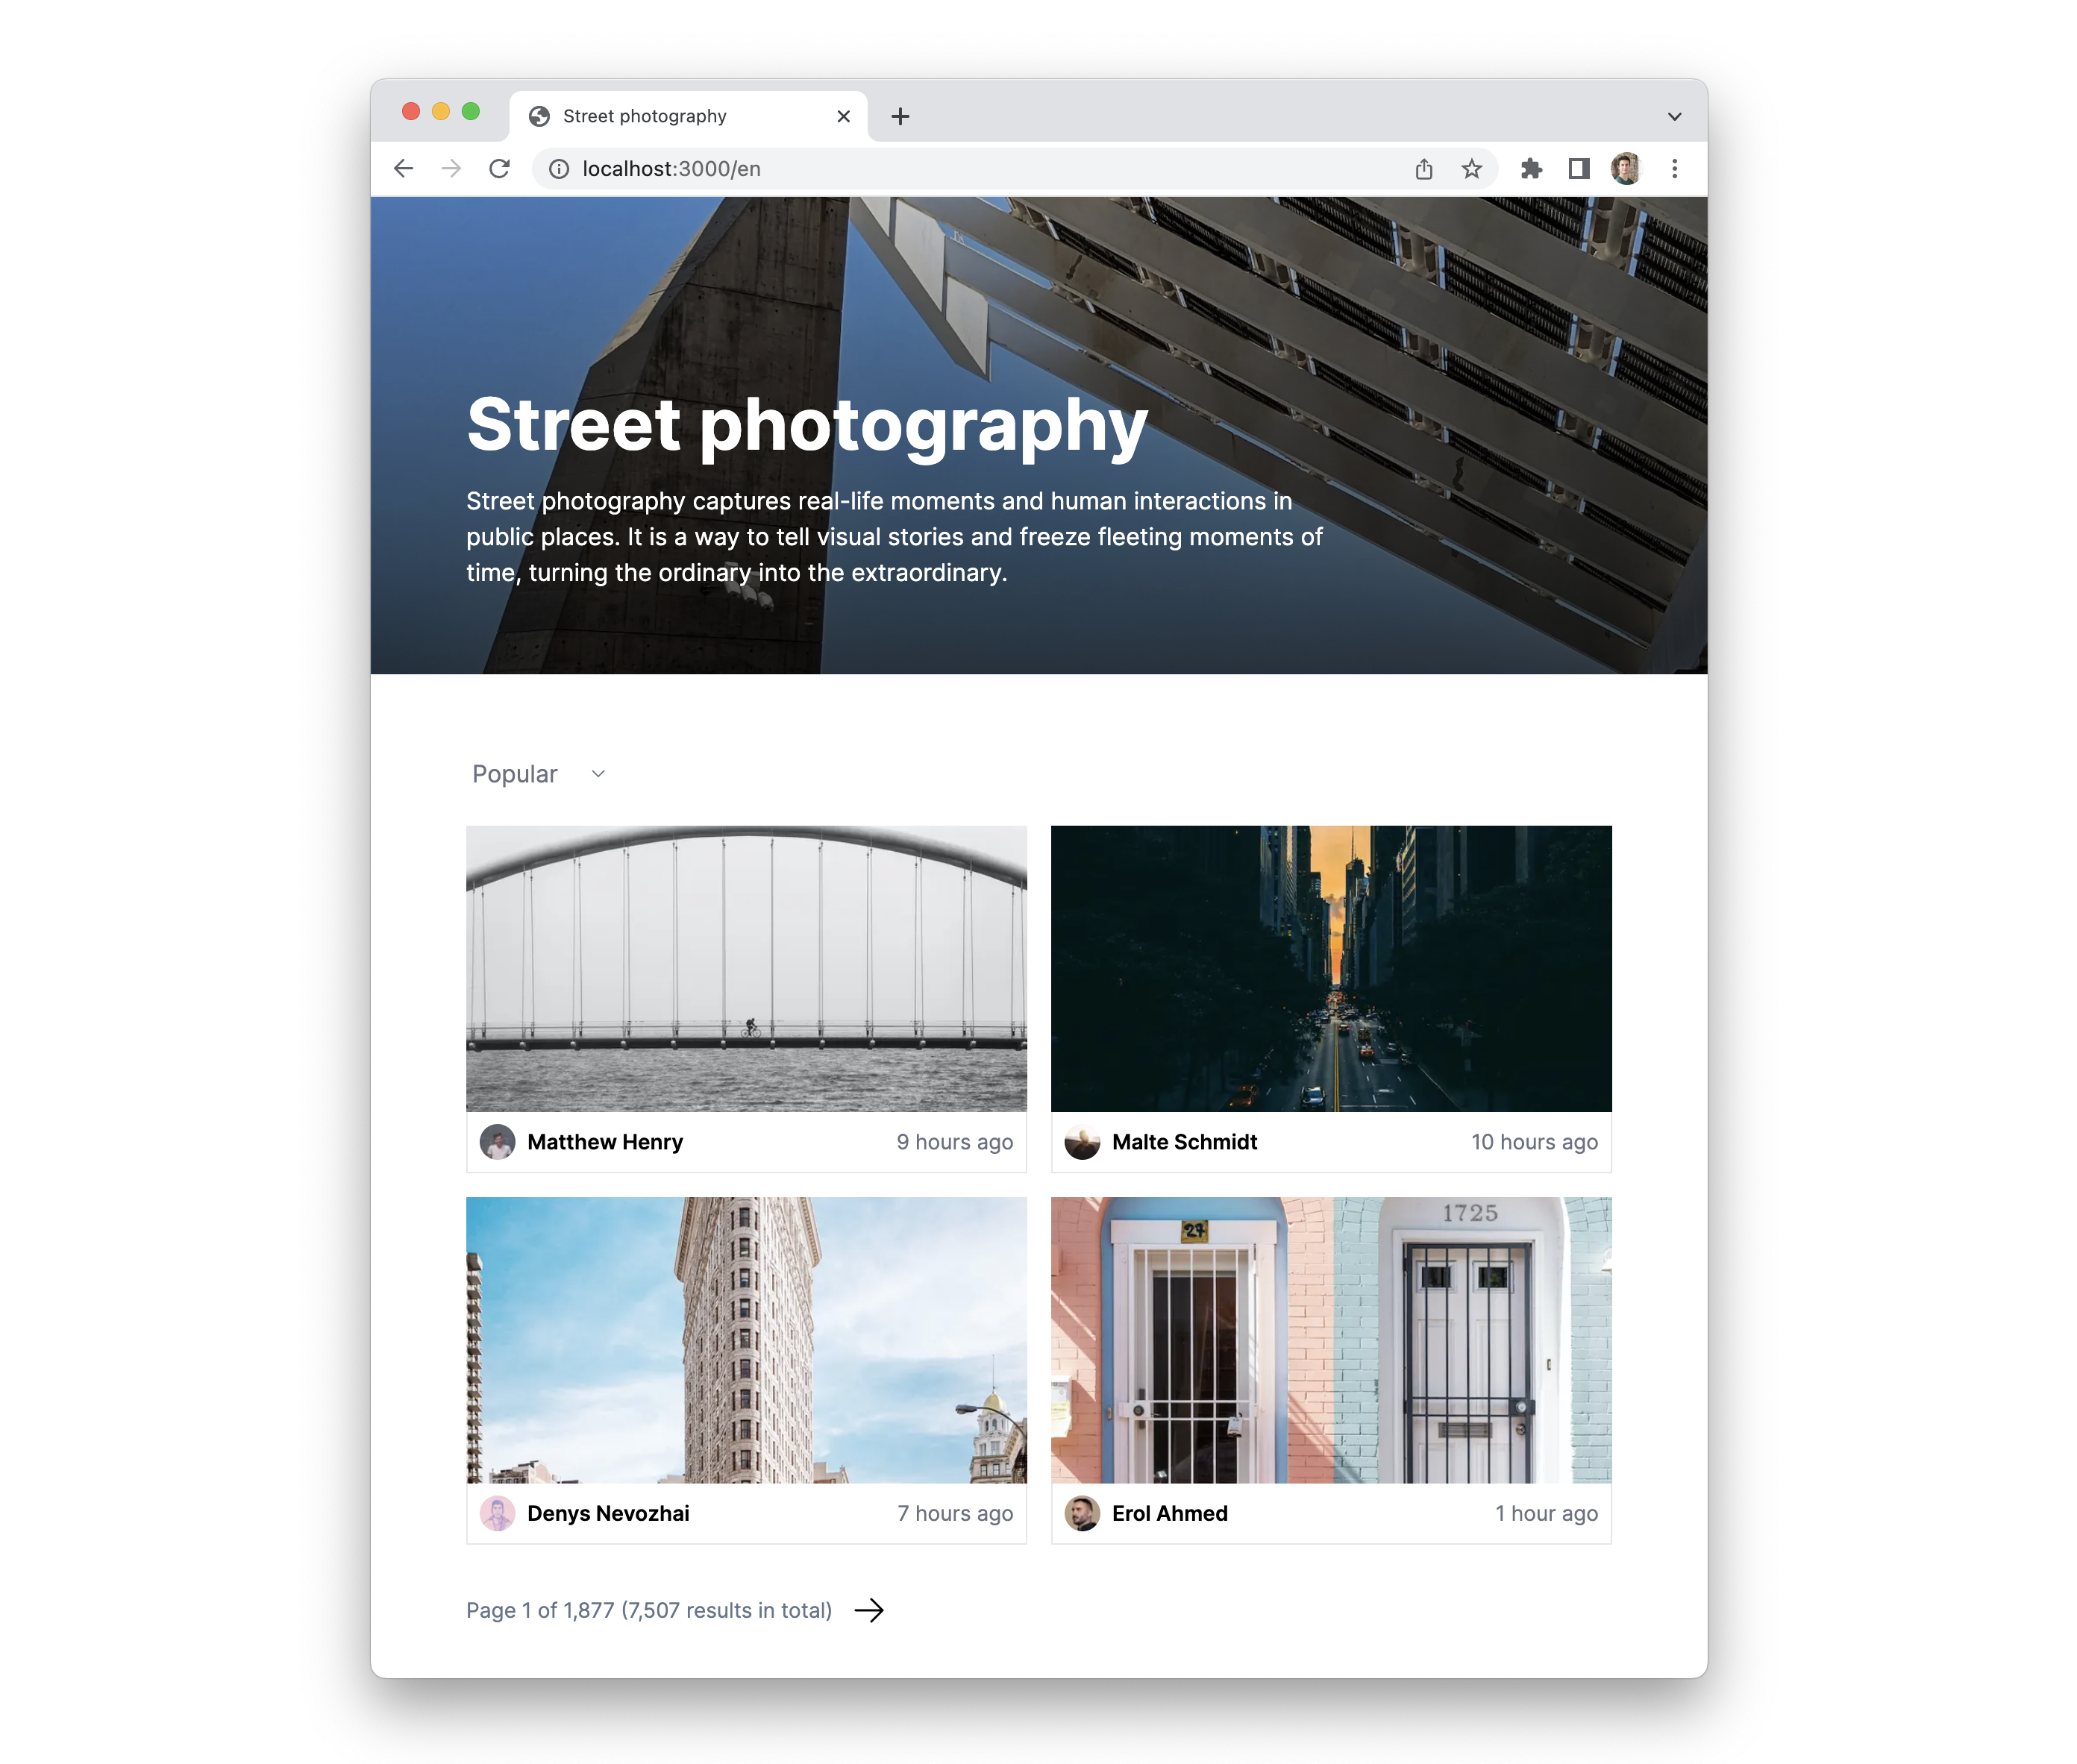 Street photography
localhost:3000/en
Street photography
Street photography captures real-life moments and human interactions in
public places. It is a way to tell visual stories and freeze fleeting moments of
time, turning the ordinary into the extraordinary.
Popular
Matthew Henry
9 hours ago
Malte Schmidt
10 hours ago
27
1725
Denys Nevozhai
7 hours ago
Erol Ahmed
1 hour ago
Page 1 of 1,877 (7,507 results in total)